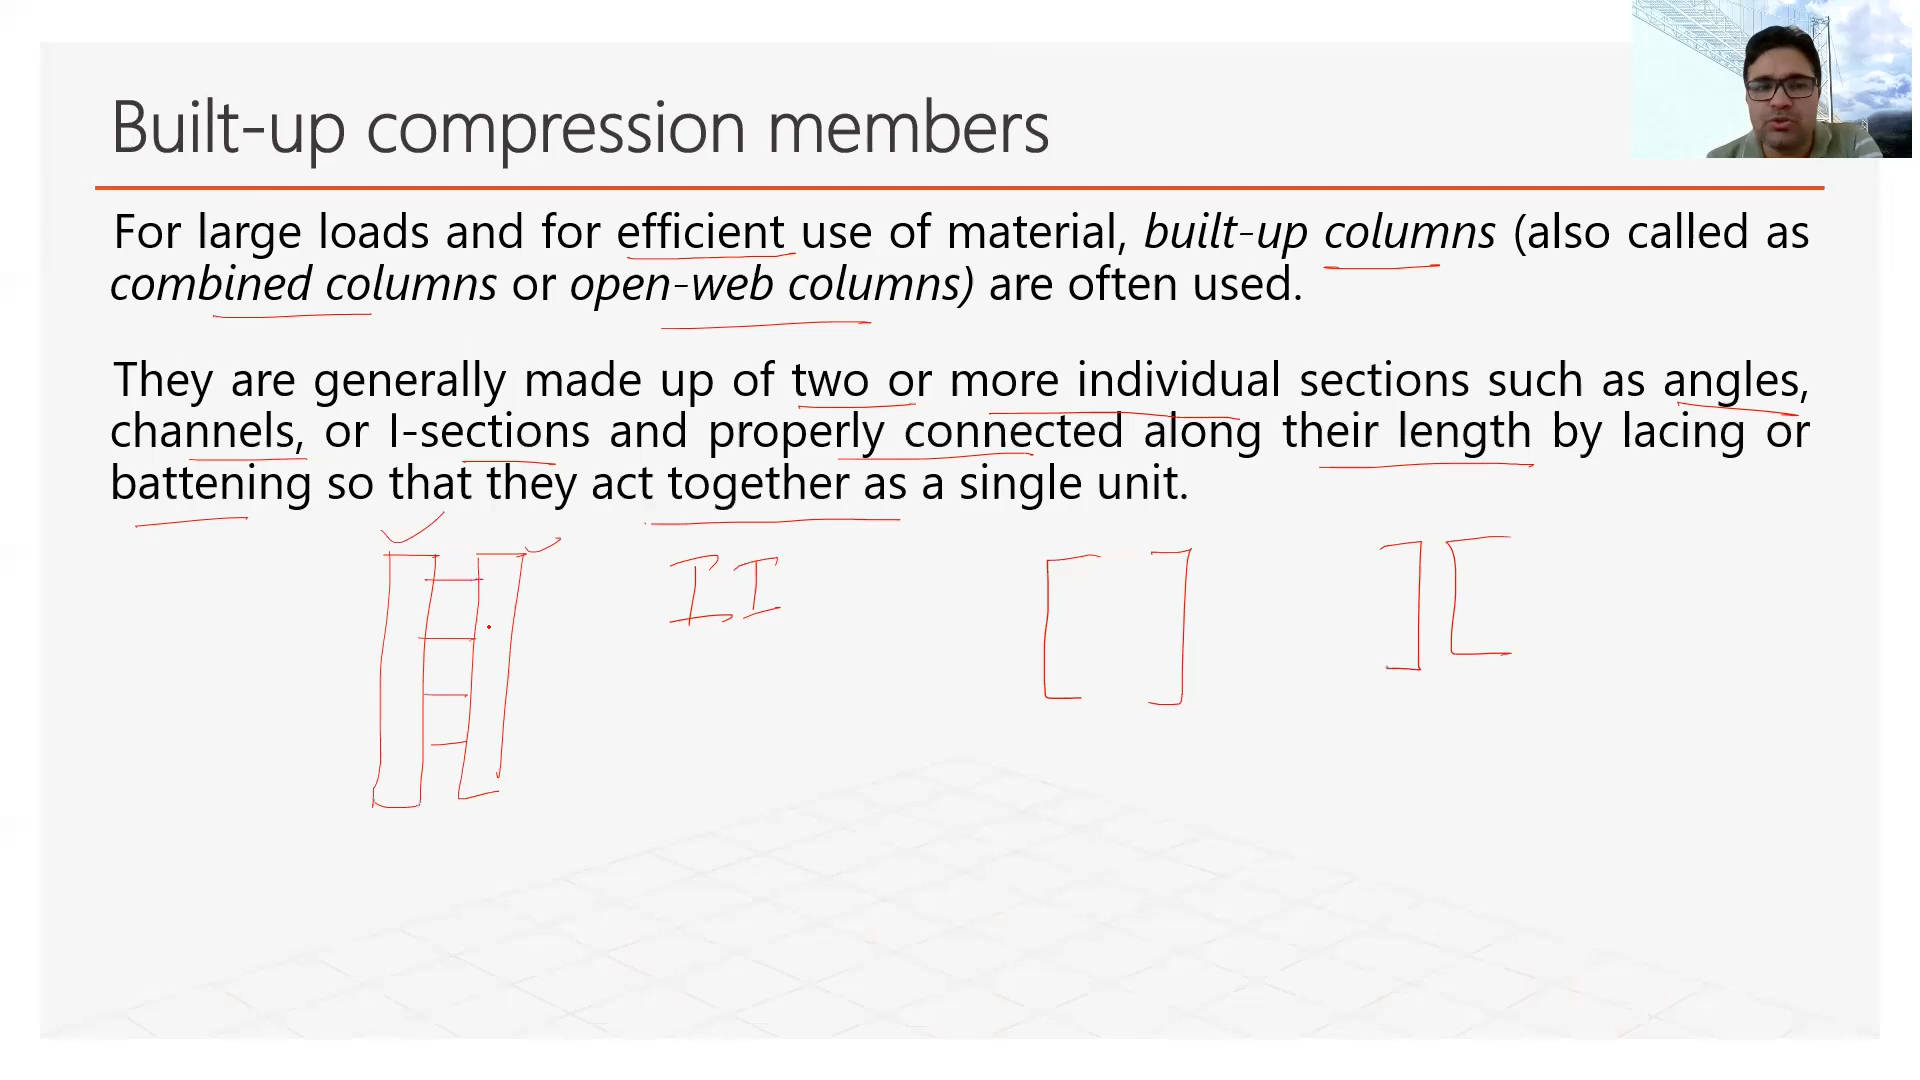 Built-up compression members
For large loads and for efficient use of material, built-up columns (also called as
combined columns or open-web columns) are often used.
They are generally made up of two or more individual sections such as angles,
channels, or I-sections and properly connected along their length by lacing or
battening so that they act together as a single unit.